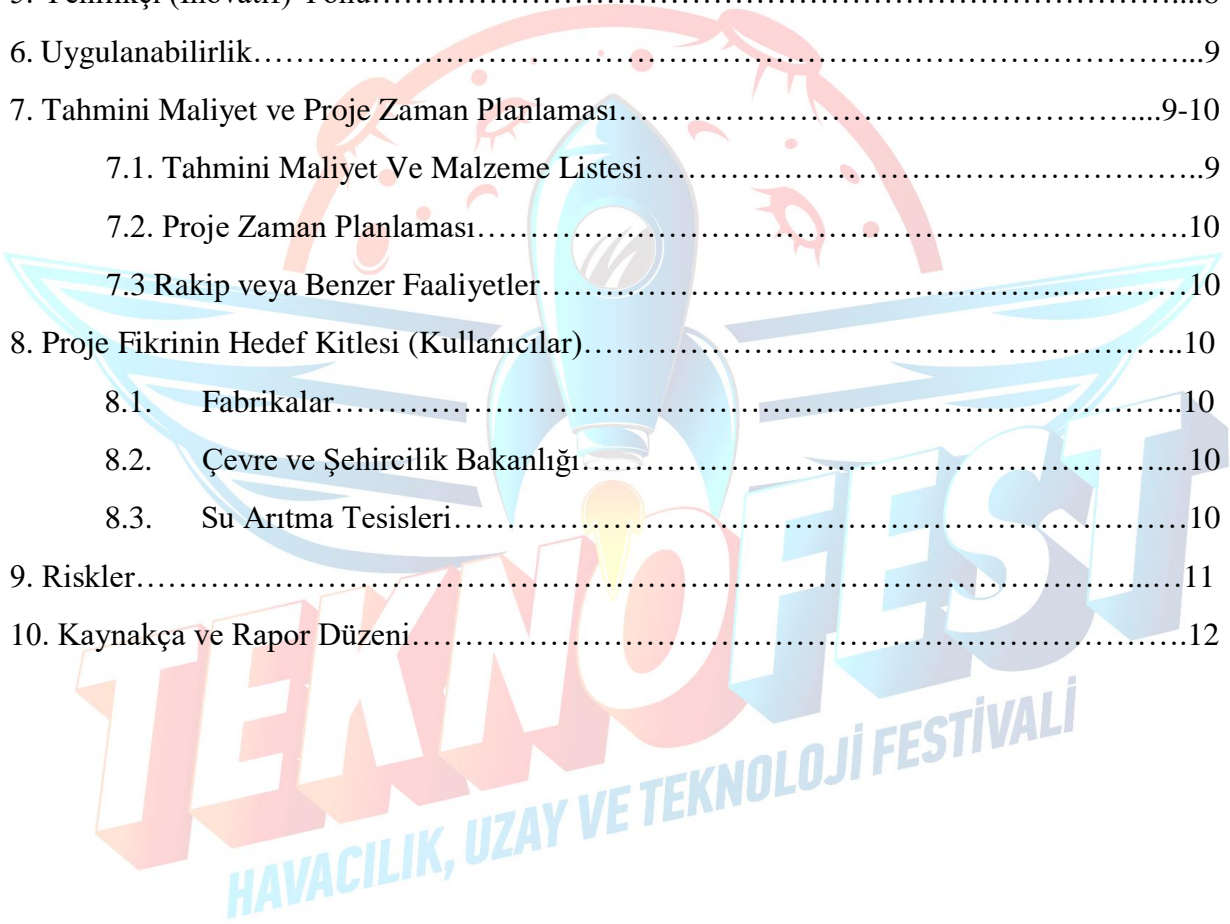 6. Uygulanabilirlik…………………………………………………………………………...9
7. Tahmini Maliyet ve Proje Zaman Planlaması…………………………………………....9-10
7.1. Tahmini Maliyet Ve Malzeme Listesi……………………………………………..9
7.2. Proje Zaman Planlaması………………………………………………………….10
7.3 Rakip veya Benzer Faaliyetler……………………………………………………10
8. Proje Fikrinin Hedef Kitlesi (Kullanıcılar)………………………………………………..10
8.1. Fabrikalar…………………………………………………………………...10
8.2. Çevre ve Şehircilik Bakanlığı……………………………………………....10
8.3. Su Arıtma Tesisleri…………………………………………………………10
9. Riskler…………………………………………………………………………………...…11
10. Kaynakça ve Rapor Düzeni……………………………………………………………….12
TEKNOFEST
HAVACILIK, UZAY VE TEKNOLOJİ FESTİVALİ